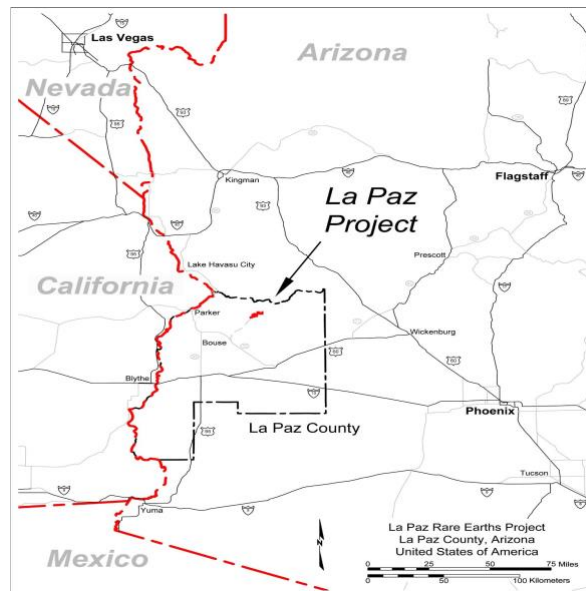 Las Vegas
Arizona
Nevada
Kingman
Flagstaff
La Paz
Project
Prescott
Lake Havasu City
California
Parker
Bouse
Wickenburg
Blythe
Phoenix
La Paz County
Tucson
Yuma
Mexico
N
La Paz Rare Earths Project
La Paz County, Arizona
United States of America
0 25 50 75 Miles
0 50 100 Kilometers